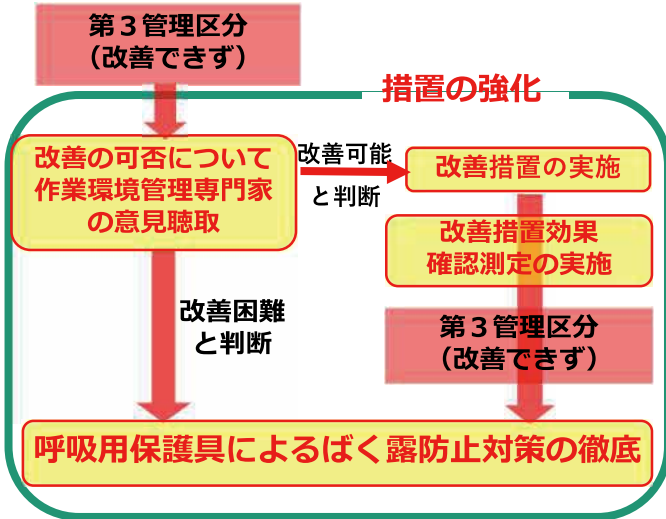 第３管理区分
（改善できず）
措置の強化
改善の可否について
作業環境管理専門家
の意見聴取
改善可能
と判断
改善措置の実施
改善措置効果
確認測定の実施
改善困難
と判断
第３管理区分
（改善できず）
呼吸用保護具によるばく露防止対策の徹底